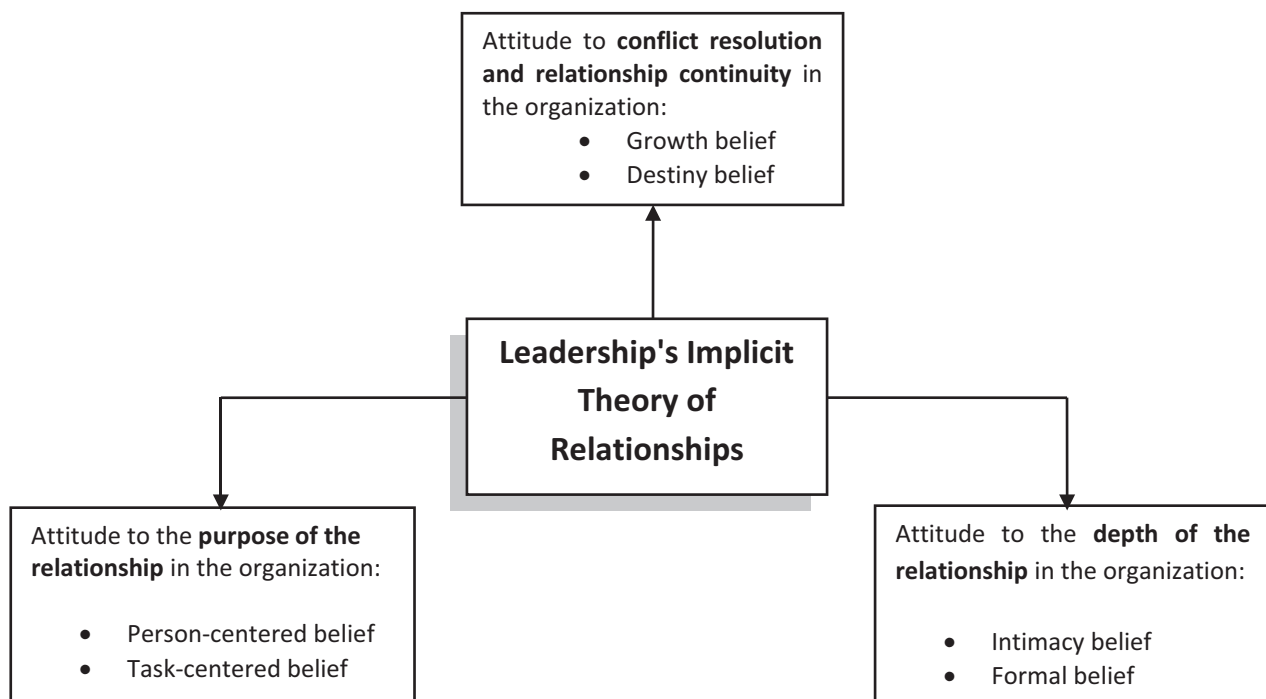 Attitude to conflict resolution
and relationship continuity in
the organization:
• Growth belief
• Destiny belief
Leadership's Implicit
Theory of
Relationships
Attitude to the purpose of the
relationship in the organization:
• Person-centered belief
• Task-centered belief
Attitude to the depth of the
relationship in the organization:
• Intimacy belief
• Formal belief